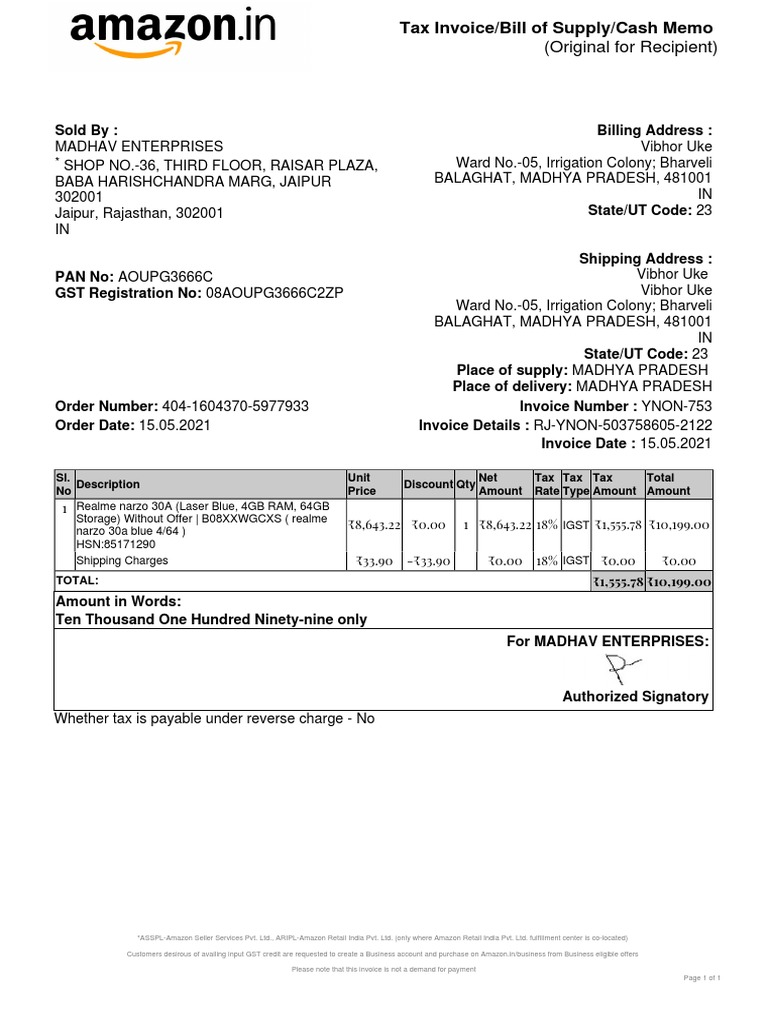 amazon.in
Tax Invoice/Bill of Supply/Cash Memo
(Original for Recipient)
Sold By :
MADHAV ENTERPRISES
* SHOP NO.-36, THIRD FLOOR, RAISAR PLAZA,
BABA HARISHCHANDRA MARG, JAIPUR
302001
Jaipur, Rajasthan, 302001
IN
PAN No: AOUPG3666C
GST Registration No: 08AOUPG3666C2ZP
Billing Address :
Vibhor Uke
Ward No.-05, Irrigation Colony; Bharveli
BALAGHAT, MADHYA PRADESH, 481001
IN
State/UT Code: 23
Shipping Address :
Vibhor Uke
Vibhor Uke
Ward No.-05, Irrigation Colony; Bharveli
BALAGHAT, MADHYA PRADESH, 481001
IN
State/UT Code: 23
Place of supply: MADHYA PRADESH
Place of delivery: MADHYA PRADESH
Order Number: 404-1604370-5977933
Order Date: 15.05.2021
Invoice Number : YNON-753
Invoice Details : RJ-YNON-503758605-2122
Invoice Date : 15.05.2021
Sl. No Description Unit Price Discount Qty Net Amount Tax Rate Tax Type Tax Amount Total Amount
1 Realme narzo 30A (Laser Blue, 4GB RAM, 64GB
Storage) Without Offer | B08XXWGCXS ( realme
narzo 30a blue 4/64 )
HSN:85171290
₹8,643.22 ₹0.00 1 ₹8,643.22 18% IGST ₹1,555.78 ₹10,199.00
Shipping Charges ₹33.90 -₹33.90 ₹0.00 18% IGST ₹0.00 ₹0.00
TOTAL: ₹1,555.78 ₹10,199.00
Amount in Words:
Ten Thousand One Hundred Ninety-nine only
For MADHAV ENTERPRISES:
Authorized Signatory
Whether tax is payable under reverse charge - No
*ASSPL-Amazon Seller Services Pvt. Ltd., ARIPL-Amazon Retail India Pvt. Ltd. (only where Amazon Retail India Pvt. Ltd. fulfillment center is co-located)
Customers desirous of availing input GST credit are requested to create a Business account and purchase on Amazon.in/business from Business eligible offers
Please note that this invoice is not a demand for payment
Page 1 of 1